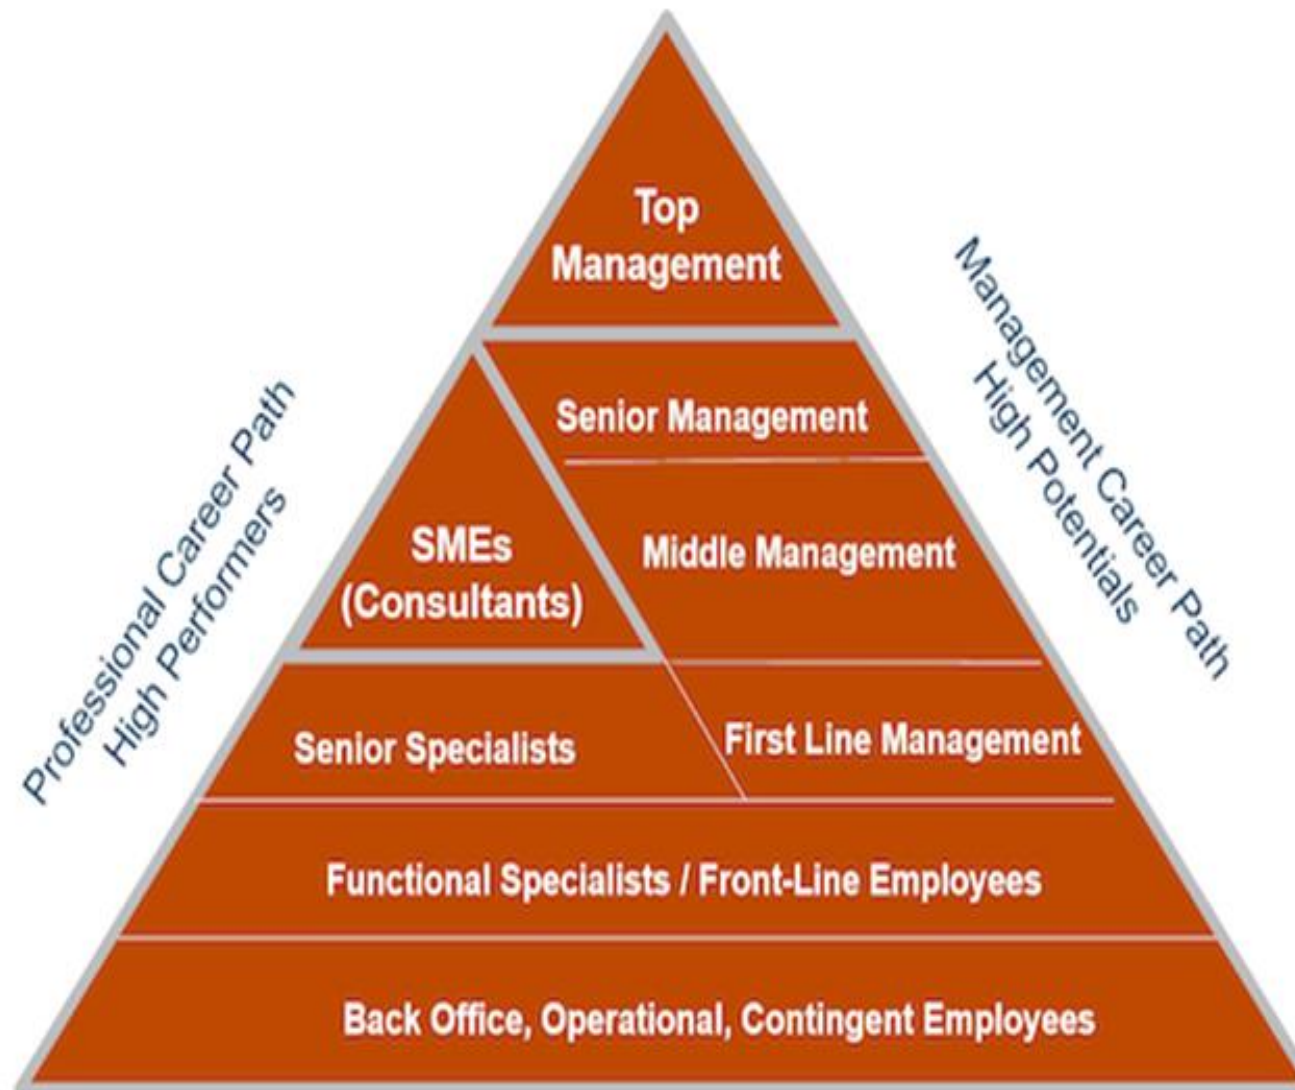 Top
Management
Senior Management
Middle Management
SMEs
(Consultants)
Senior Specialists
First Line Management
Functional Specialists / Front-Line Employees
Back Office, Operational, Contingent Employees
Professional Career Path
High Performers
Management Career Path
High Potentials